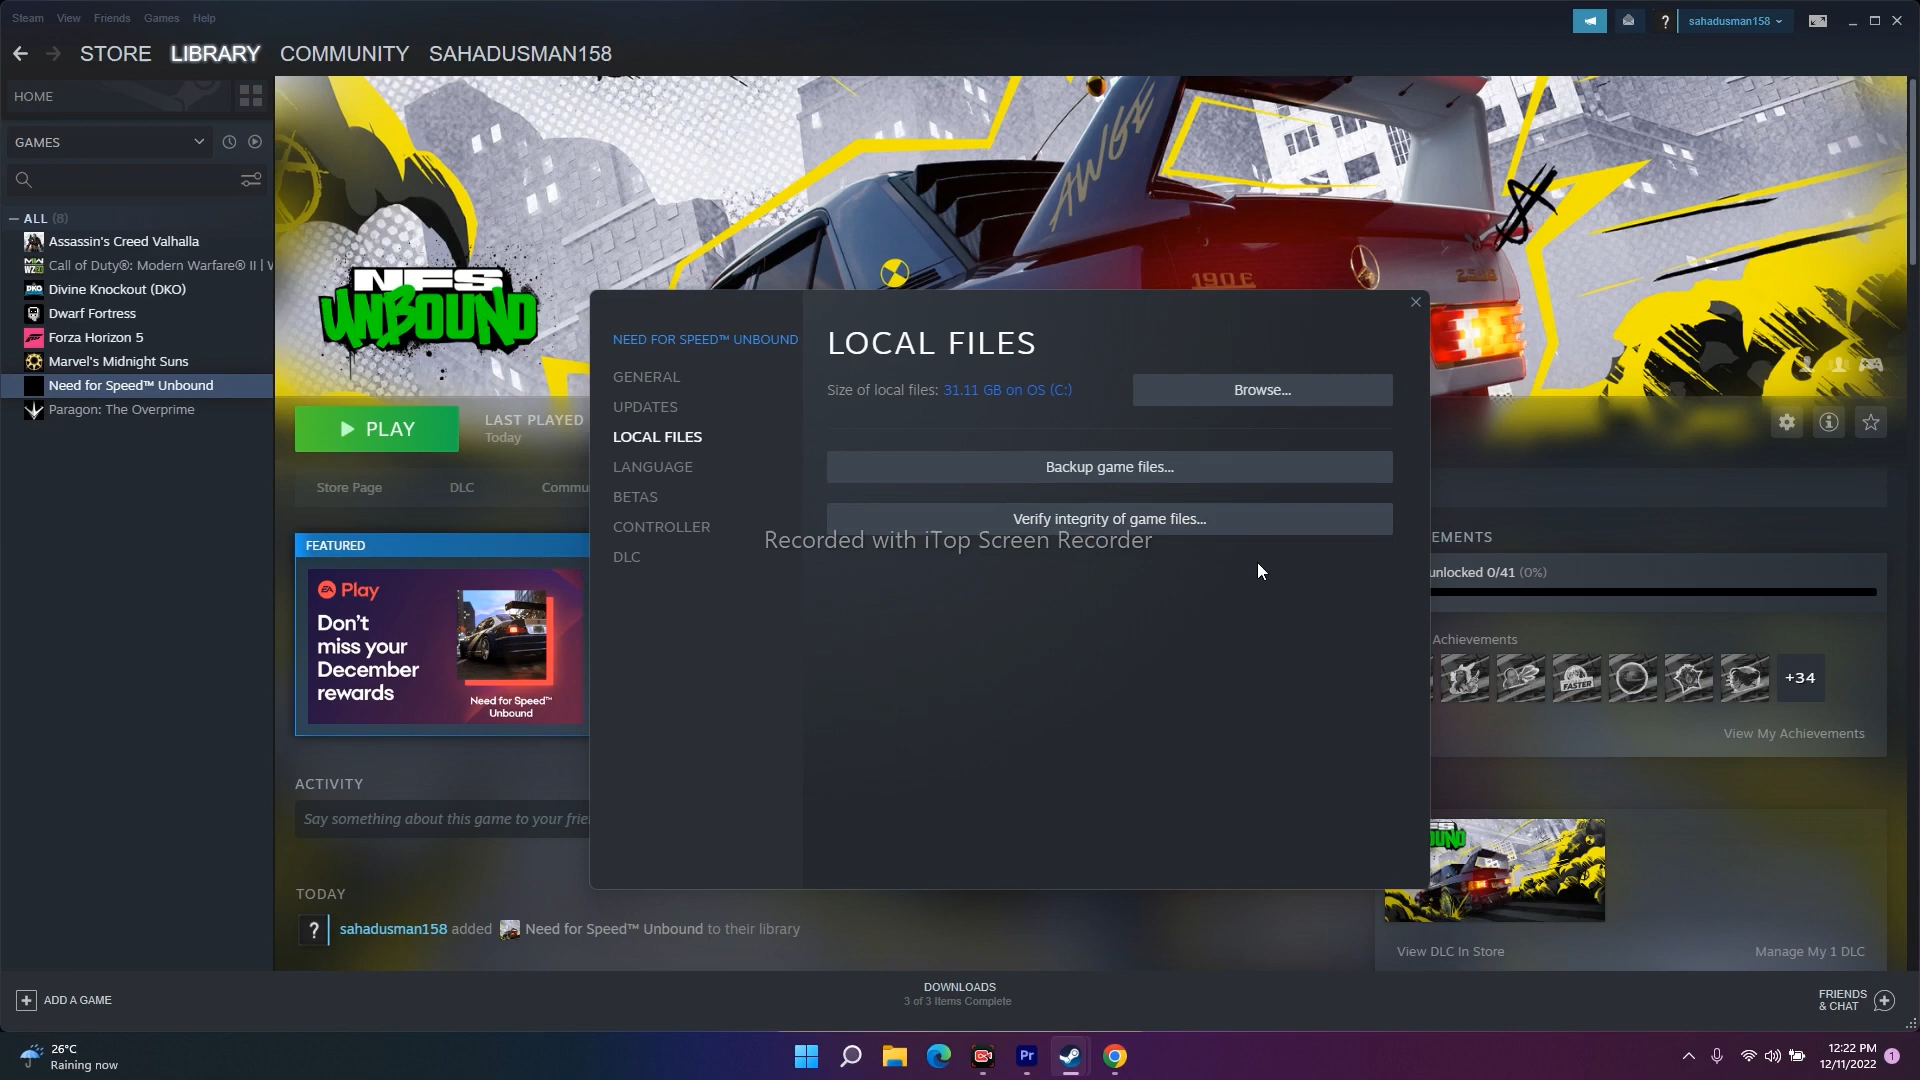 Steam View Friends Games Help
sahadusman158
STORE LIBRARY COMMUNITY SAHADUSMAN158
HOME
GAMES
ALL (8)
Assassin's Creed Valhalla
Call of Duty®: Modern Warfare® II |
Divine Knockout (DKO)
Dwarf Fortress
Forza Horizon 5
Marvel's Midnight Suns
Need for Speed™ Unbound
Paragon: The Overprime
AWGE
190 E
NFS
UNBOUND
PLAY
LAST PLAYED
Today
Store Page DLC Commu
FEATURED
EA Play
Don't
miss your
December
rewards
Need for Speed™
Unbound
ACTIVITY
Say something about this game to your frie
TODAY
? sahadusman158 added Need for Speed™ Unbound to their library
NEED FOR SPEED™ UNBOUND
GENERAL
UPDATES
LOCAL FILES
LANGUAGE
BETAS
CONTROLLER
DLC
LOCAL FILES
Size of local files: 31.11 GB on OS (C:)
Browse...
Backup game files...
Verify integrity of game files...
Recorded with iTop Screen Recorder
EMENTS
unlocked 0/41 (0%)
Achievements
FASTER
+34
View My Achievements
View DLC In Store
Manage My 1 DLC
ADD A GAME
DOWNLOADS
3 of 3 Items Complete
FRIENDS
& CHAT
26°C
Raining now
Pr
12:22 PM
12/11/2022
1